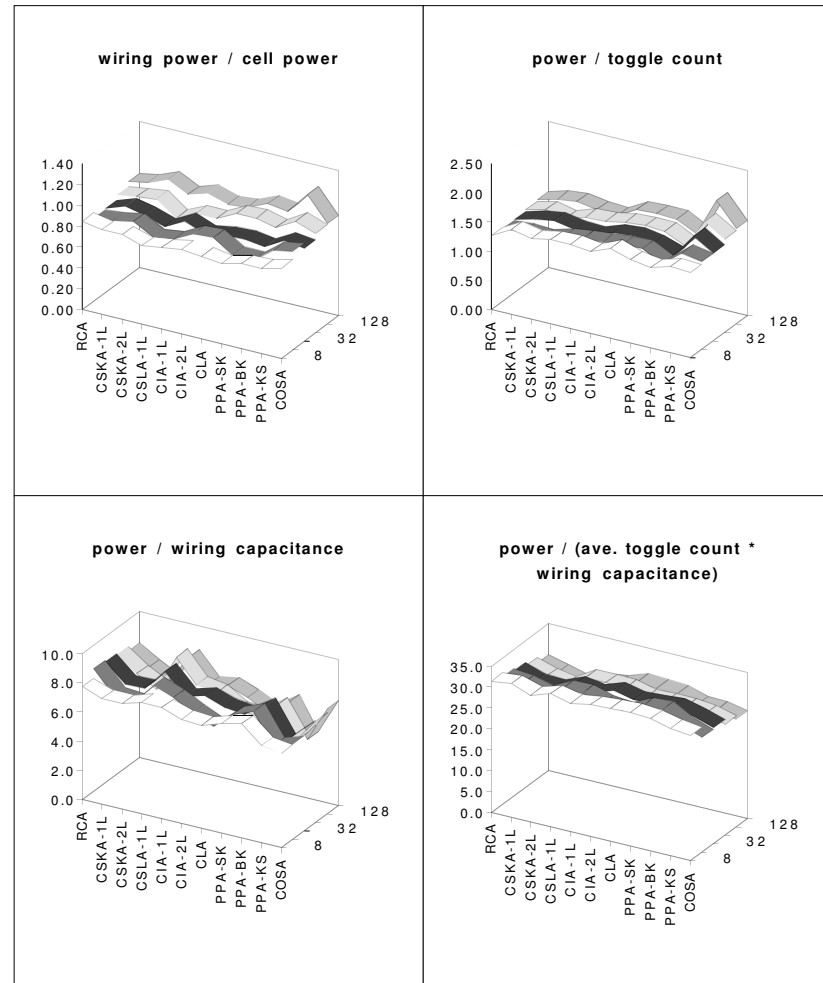 wiring power / cell power
1.40
1.20
1.00
0.80
0.60
0.40
0.20
0.00
RCA
CSKA-1L
CSKA-2L
CSLA-1L
CIA-1L
CIA-2L
CLA
PPA-SK
PPA-BK
PPA-KS
COSA
8
32
128
power / toggle count
2.50
2.00
1.50
1.00
0.50
0.00
RCA
CSKA-1L
CSKA-2L
CSLA-1L
CIA-1L
CIA-2L
CLA
PPA-SK
PPA-BK
PPA-KS
COSA
8
32
128
power / wiring capacitance
10.0
8.0
6.0
4.0
2.0
0.0
RCA
CSKA-1L
CSKA-2L
CSLA-1L
CIA-1L
CIA-2L
CLA
PPA-SK
PPA-BK
PPA-KS
COSA
8
32
128
power / (ave. toggle count *
wiring capacitance)
35.0
30.0
25.0
20.0
15.0
10.0
5.0
0.0
RCA
CSKA-1L
CSKA-2L
CSLA-1L
CIA-1L
CIA-2L
CLA
PPA-SK
PPA-BK
PPA-KS
COSA
8
32
128